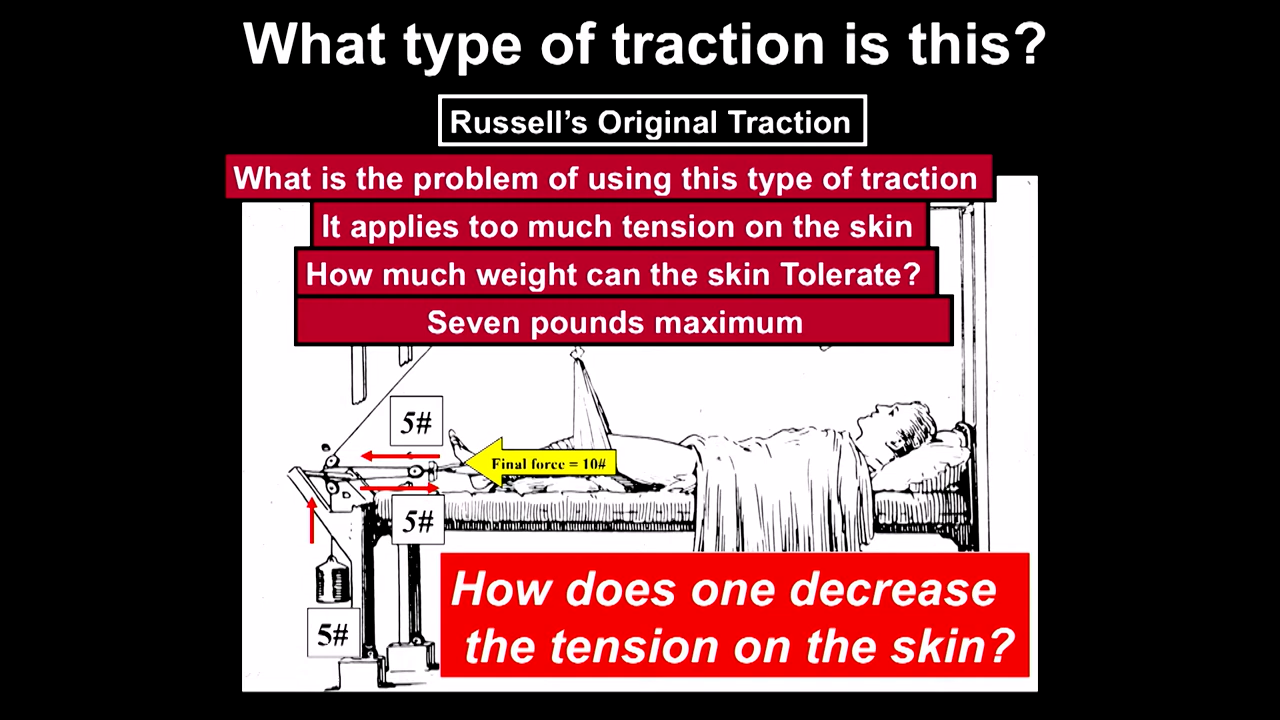 What type of traction is this?
Russell’s Original Traction
What is the problem of using this type of traction
It applies too much tension on the skin
How much weight can the skin Tolerate?
Seven pounds maximum
5#
Final force = 10#
5#
5#
How does one decrease
the tension on the skin?